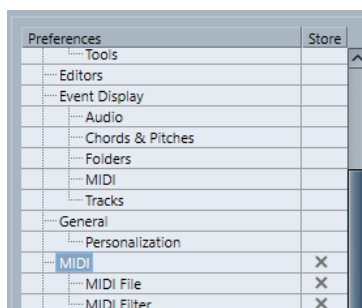 Preferences Store
Tools
Editors
Event Display
Audio
Chords & Pitches
Folders
MIDI
Tracks
General
Personalization
MIDI
MIDI File
MIDI Filter